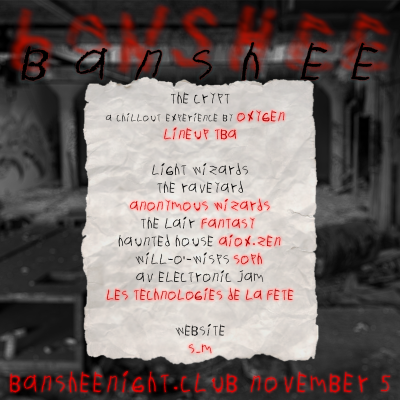 BANSHEE
BANSHEE
THE CRYPT
A CHILLOUT EXPERIENCE BY OXYGEN
LINEUP TBA
LIGHT WIZARDS
THE RAVEYARD
ANONYMOUS WIZARDS
THE LAIR FANTASY
HAUNTED HOUSE AIOX.ZEN
WILL-O'-WISPS SOPH
AV ELECTRONIC JAM
LES TECHNOLOGIES DE LA FETE
WEBSITE
S_M
BANSHEENIGHT.CLUB NOVEMBER 5